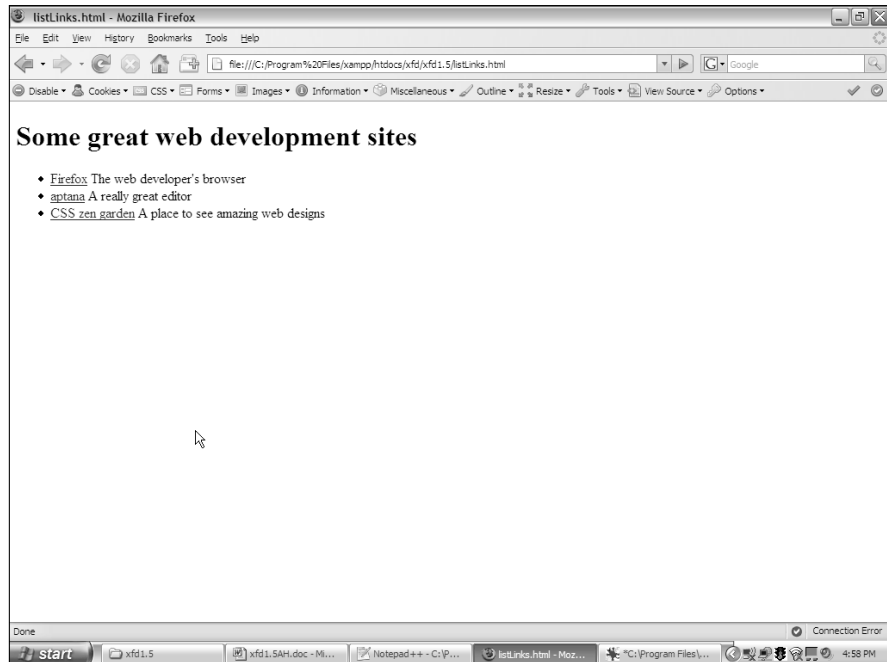 listLinks.html - Mozilla Firefox
File Edit View History Bookmarks Tools Help
file:///C:/Program%20Files/xampp/htdocs/xfd/xfd1.5/listLinks.html G Google
Disable Cookies CSS Forms Images Information Miscellaneous Outline Resize Tools View Source Options
Some great web development sites
Firefox The web developer's browser
aptana A really great editor
CSS zen garden A place to see amazing web designs
Done Connection Error
start xfd1.5 xfd1.5AH.doc - Mi... Notepad++ - C:\P... listLinks.html - Moz... *C:\Program Files\... 4:58 PM